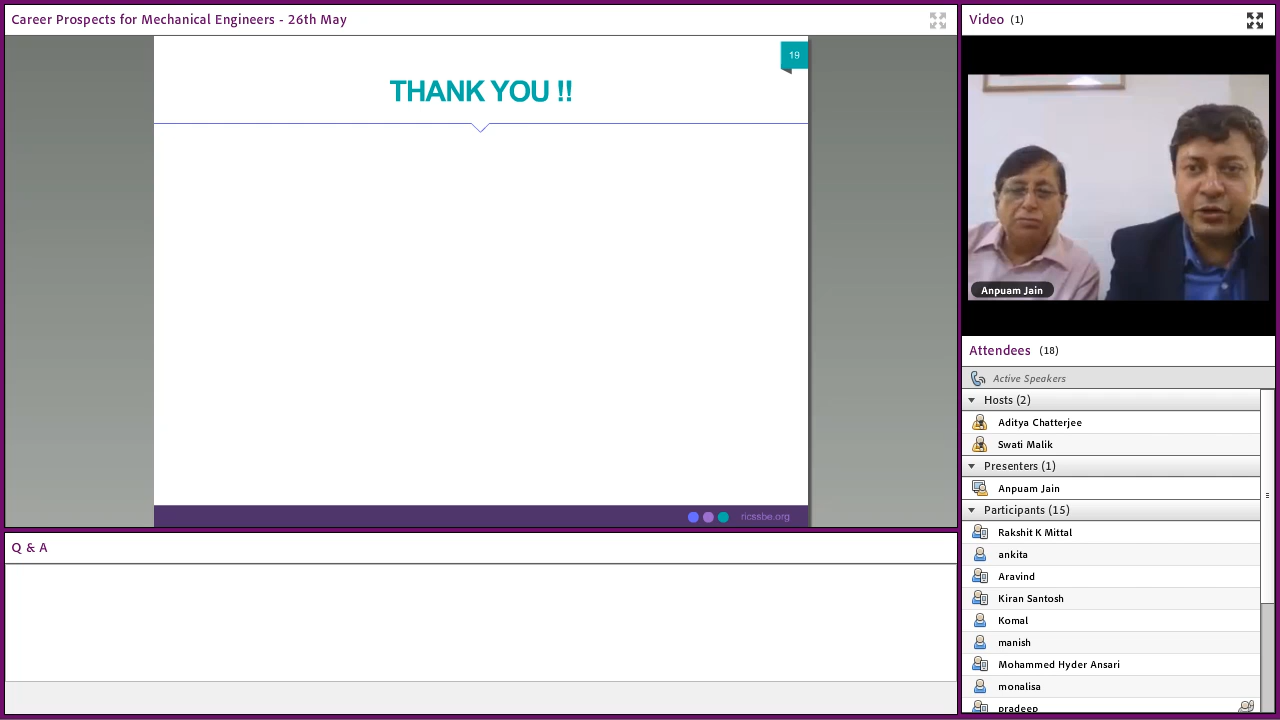 Career Prospects for Mechanical Engineers - 26th May
19
THANK YOU !!
ricssbe.org
Q & A
Video (1)
Anpuam Jain
Attendees (18)
Active Speakers
Hosts (2)
Aditya Chatterjee
Swati Malik
Presenters (1)
Anpuam Jain
Participants (15)
Rakshit K Mittal
ankita
Aravind
Kiran Santosh
Komal
manish
Mohammed Hyder Ansari
monalisa
pradeep